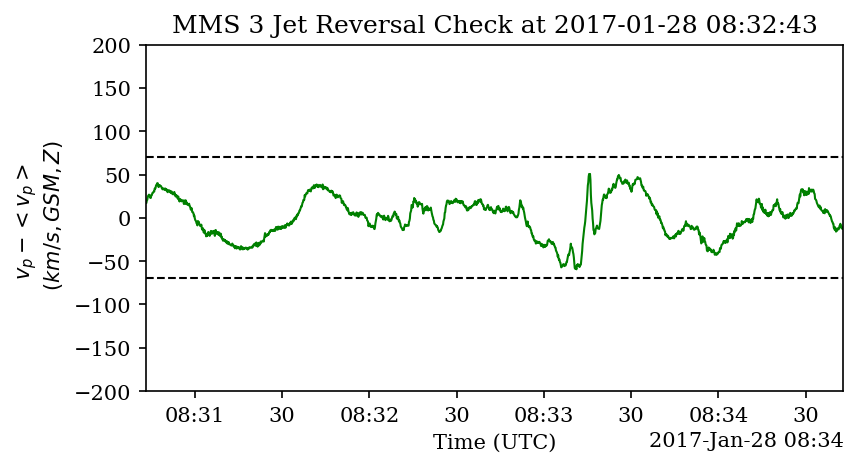 MMS 3 Jet Reversal Check at 2017-01-28 08:32:43
v_p − <v_p>
(km/s, GSM, Z)
200
150
100
50
0
−50
−100
−150
−200
08:31 30 08:32 30 08:33 30 08:34 30
Time (UTC)
2017-Jan-28 08:34